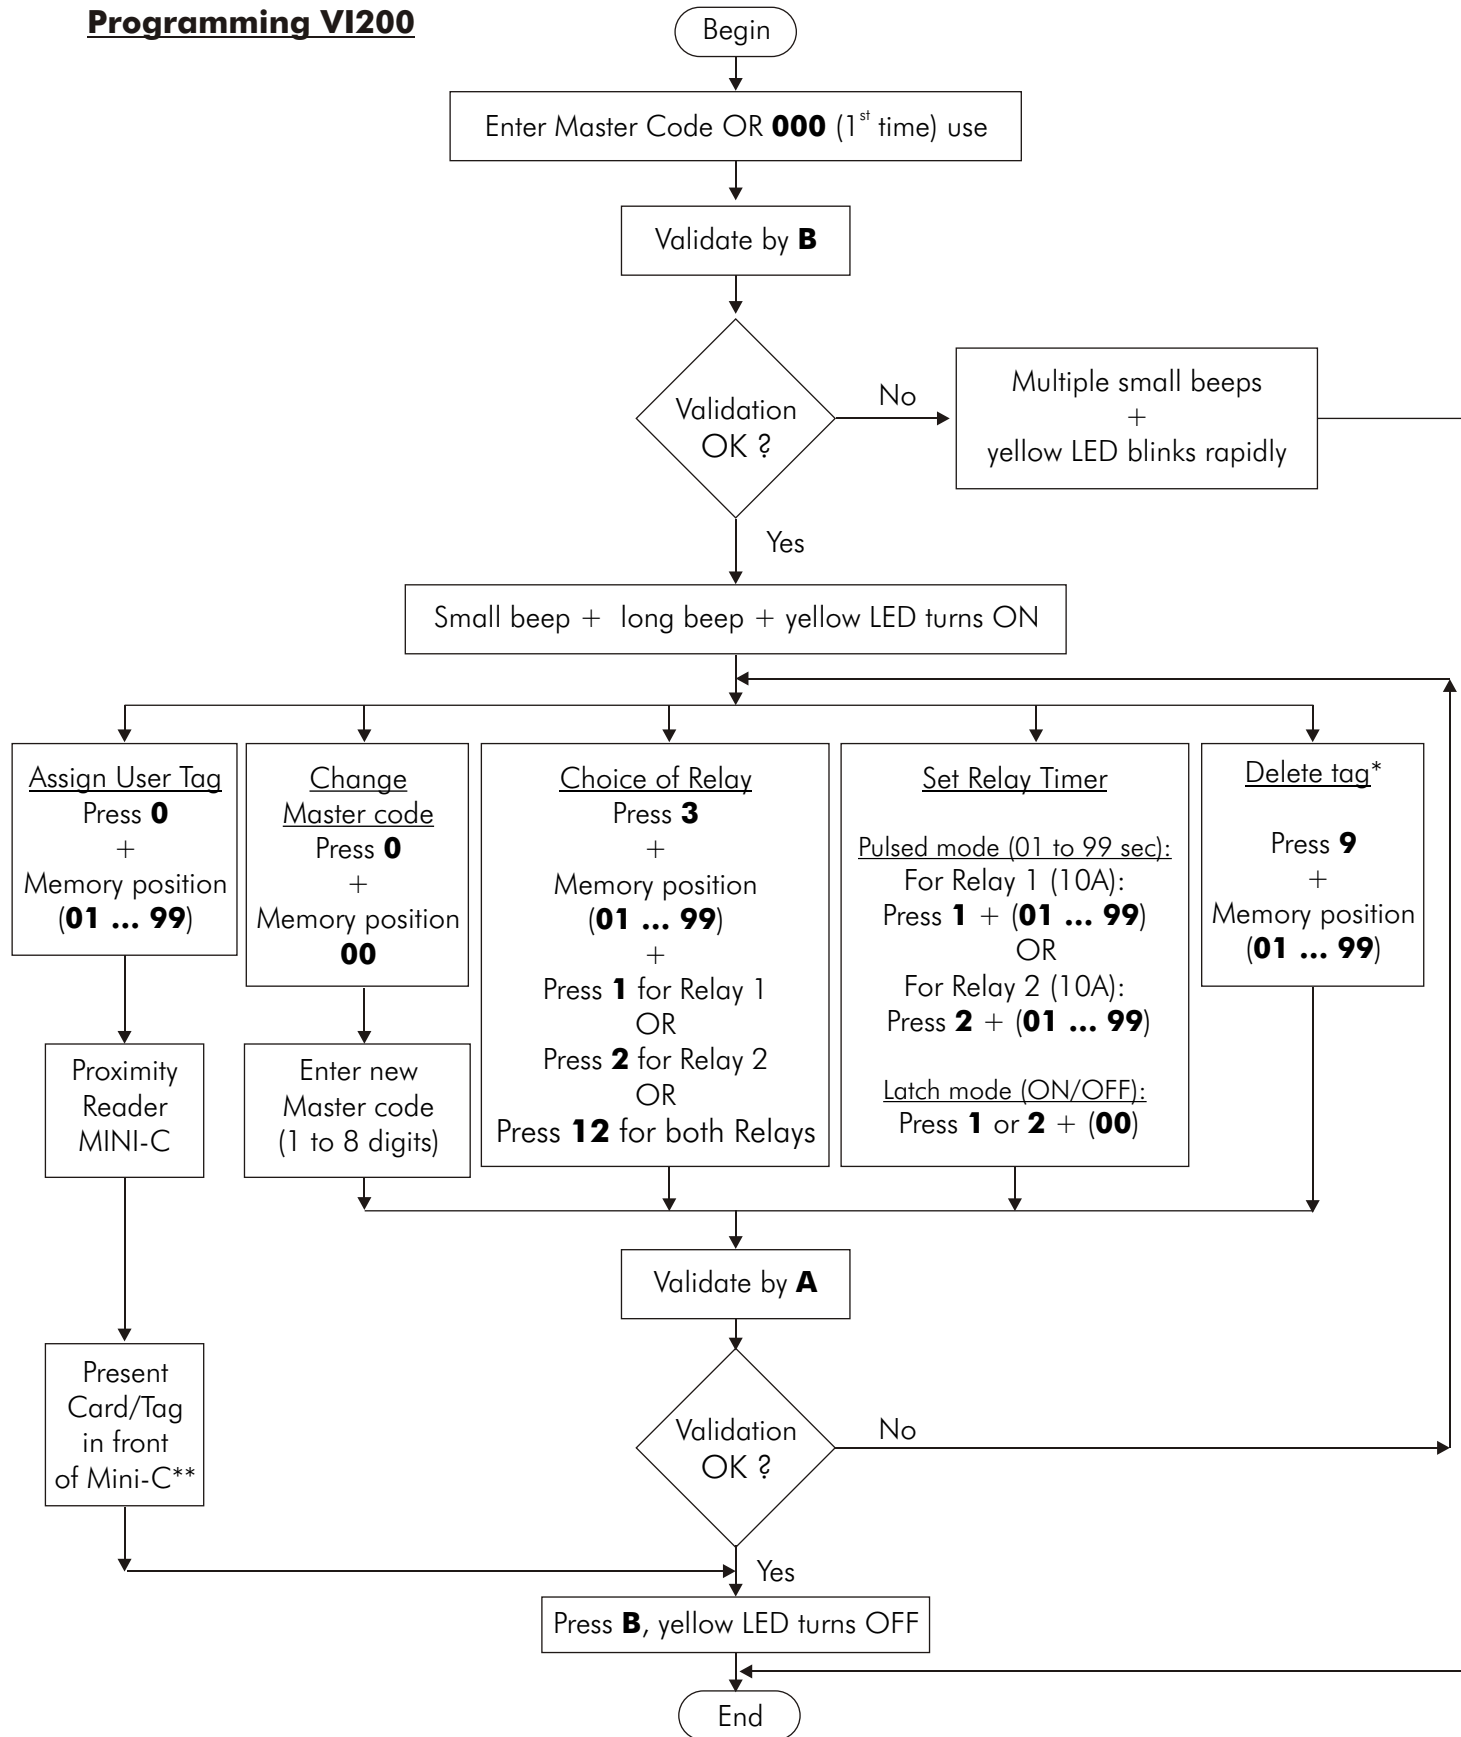 Programming VI200
Begin
Enter Master Code OR 000 (1st time) use
Validate by B
Validation
OK ?
No
Multiple small beeps
+
yellow LED blinks rapidly
Yes
Small beep + long beep + yellow LED turns ON
Assign User Tag
Press 0
+
Memory position
(01 ... 99)
Proximity
Reader
MINI-C
Present
Card/Tag
in front
of Mini-C**
Change
Master code
Press 0
+
Memory position
00
Enter new
Master code
(1 to 8 digits)
Choice of Relay
Press 3
+
Memory position
(01 ... 99)
+
Press 1 for Relay 1
OR
Press 2 for Relay 2
OR
Press 12 for both Relays
Set Relay Timer
Pulsed mode (01 to 99 sec):
For Relay 1 (10A):
Press 1 + (01 ... 99)
OR
For Relay 2 (10A):
Press 2 + (01 ... 99)
Latch mode (ON/OFF):
Press 1 or 2 + (00)
Delete tag*
Press 9
+
Memory position
(01 ... 99)
Validate by A
Validation
OK ?
No
Yes
Press B, yellow LED turns OFF
End